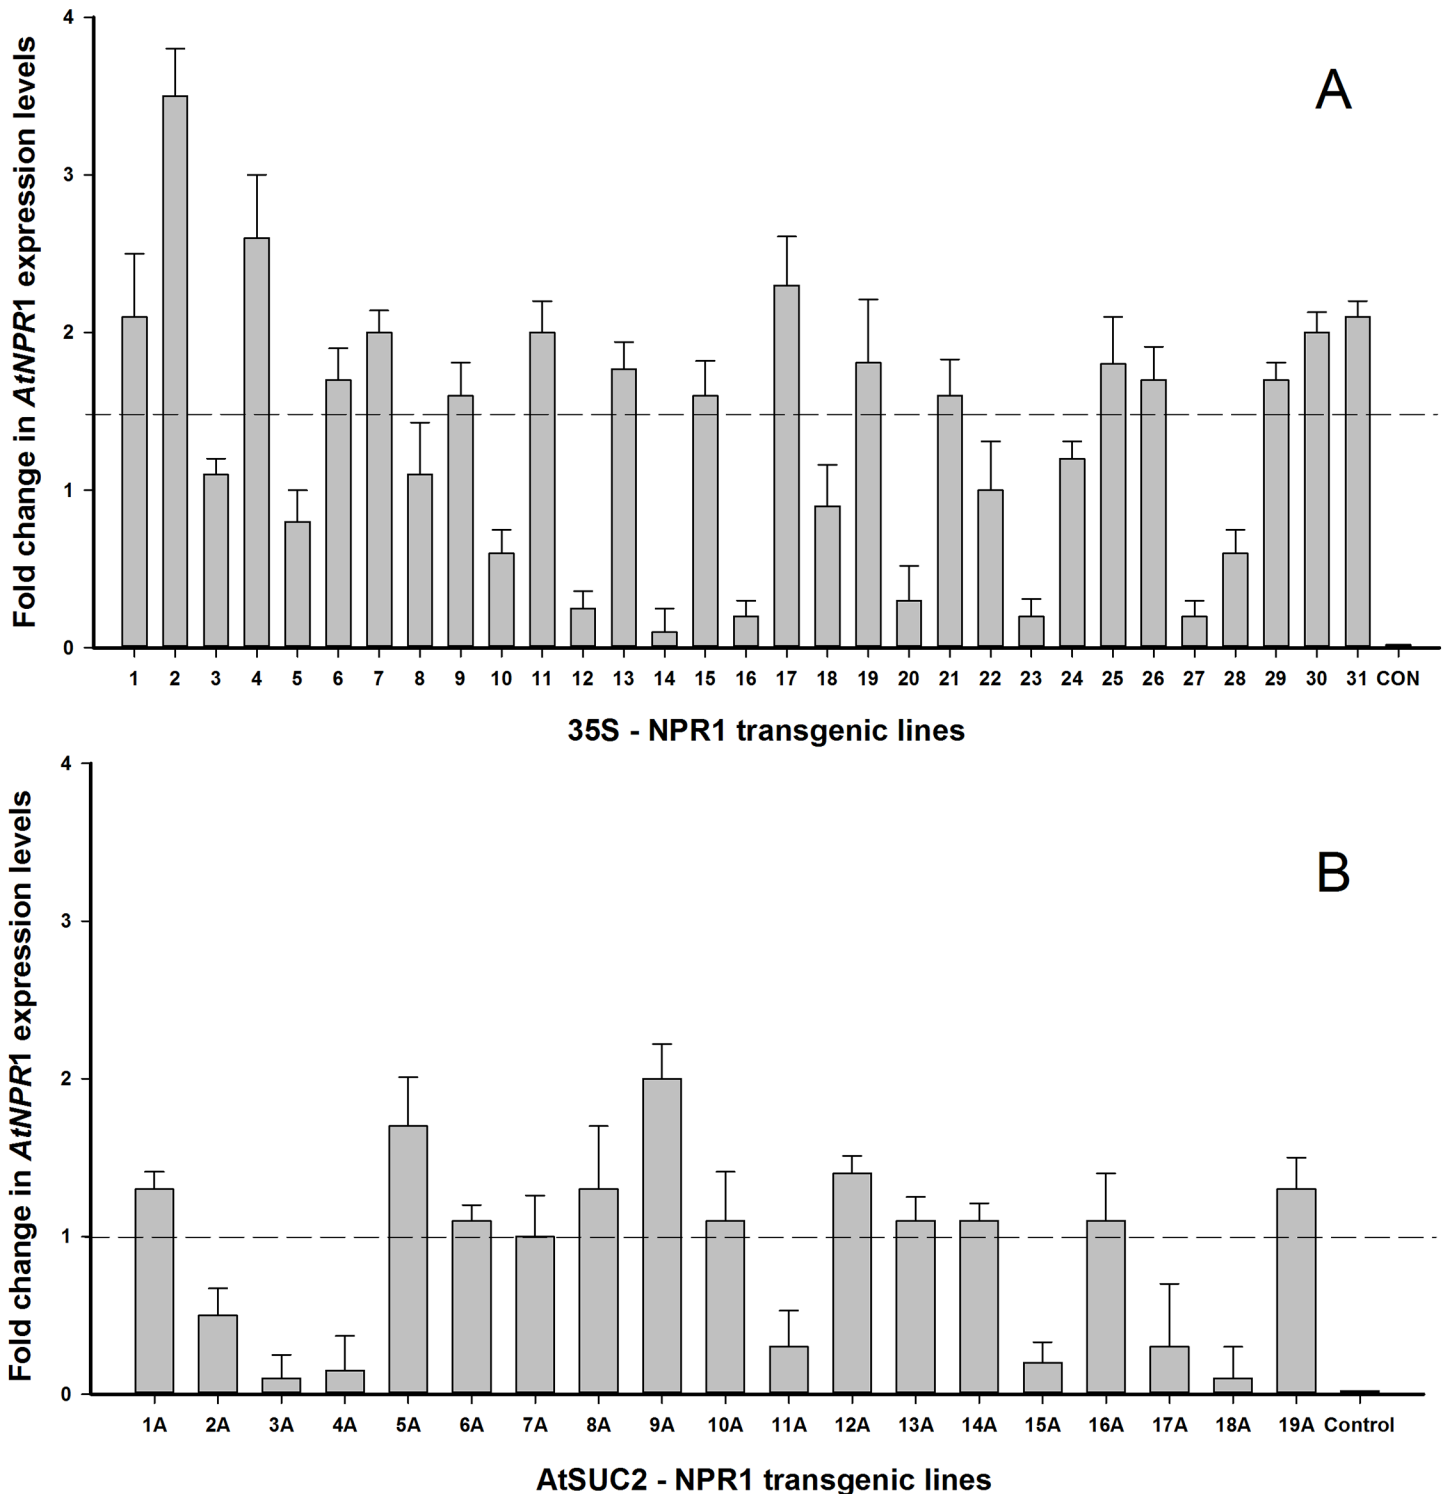 A
Fold change in AtNPR1 expression levels
4
3
2
1
0
1 2 3 4 5 6 7 8 9 10 11 12 13 14 15 16 17 18 19 20 21 22 23 24 25 26 27 28 29 30 31 CON
35S - NPR1 transgenic lines
B
Fold change in AtNPR1 expression levels
4
3
2
1
0
1A 2A 3A 4A 5A 6A 7A 8A 9A 10A 11A 12A 13A 14A 15A 16A 17A 18A 19A Control
AtSUC2 - NPR1 transgenic lines